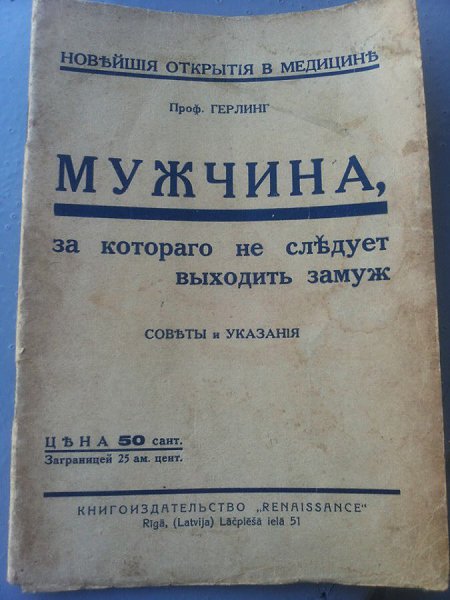 НОВѢЙШІЯ ОТКРЫТІЯ В МЕДИЦИНѢ
Проф. ГЕРЛИНГ
МУЖЧИНА,
за котораго не слѣдует
выходить замуж
СОВѢТЫ и УКАЗАНІЯ
ЦѢНА 50 сант.
Заграницей 25 ам. цент.
КНИГОИЗДАТЕЛЬСТВО „RENAISSANCE"
Rīgā, (Latvija) Lāčplēša ielā 51